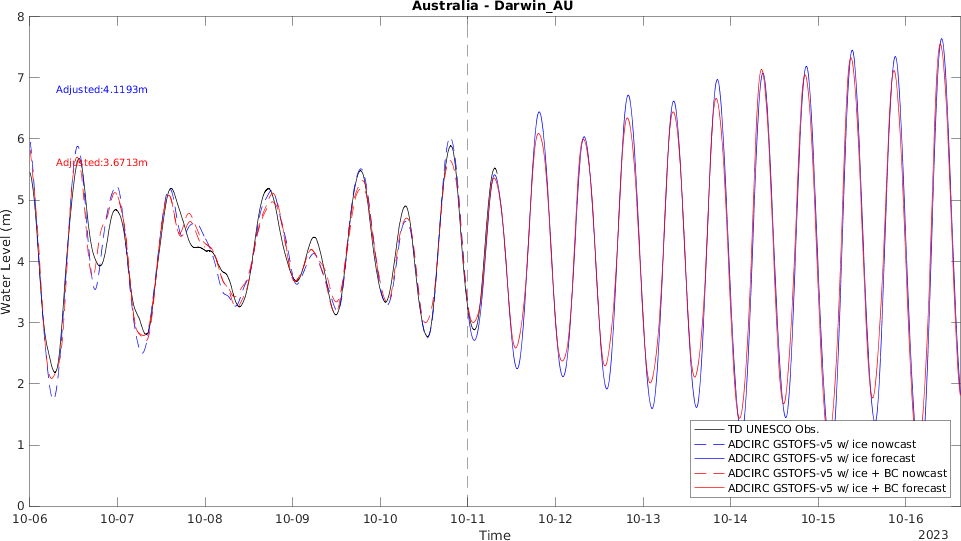 Australia - Darwin_AU
8
7
6
5
4
3
2
1
0
Water Level (m)
Adjusted:4.1193m
Adjusted:3.6713m
TD UNESCO Obs.
ADCIRC GSTOFS-v5 w/ ice nowcast
ADCIRC GSTOFS-v5 w/ ice forecast
ADCIRC GSTOFS-v5 w/ ice + BC nowcast
ADCIRC GSTOFS-v5 w/ ice + BC forecast
10-06 10-07 10-08 10-09 10-10 10-11 10-12 10-13 10-14 10-15 10-16
Time
2023